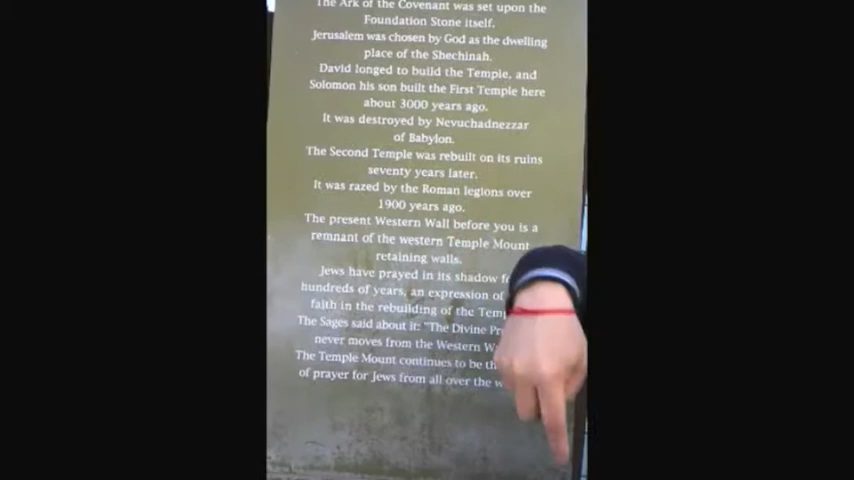 The Ark of the Covenant was set upon the
Foundation Stone itself.
Jerusalem was chosen by God as the dwelling
place of the Shechinah.
David longed to build the Temple, and
Solomon his son built the First Temple here
about 3000 years ago.
It was destroyed by Nevuchadnezzar
of Babylon.
The Second Temple was rebuilt on its ruins
seventy years later.
It was razed by the Roman legions over
1900 years ago.
The present Western Wall before you is a
remnant of the western Temple Mount
retaining walls.
Jews have prayed in its shadow
hundreds of years, an expression of
faith in the rebuilding of the
The Sages said about it: "The Divine
never moves from the Western
The Temple Mount continues to be
of prayer for Jews from all over the